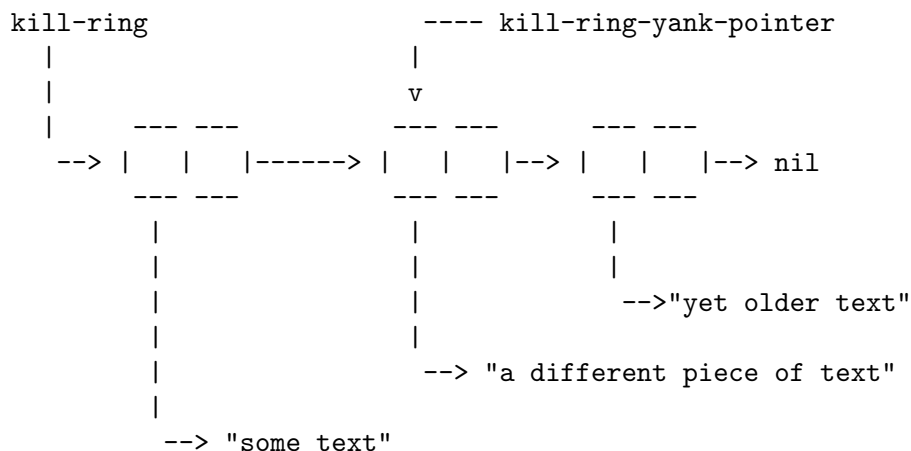 kill-ring               ---- kill-ring-yank-pointer
  |                     |
  |                     v
  |     --- ---          --- ---      --- ---
   --> |   |   |------> |   |   |--> |   |   |--> nil
        --- ---          --- ---      --- ---
         |                |            |
         |                |            |
         |                |             -->"yet older text"
         |                |
         |                 --> "a different piece of text"
         |
          --> "some text"